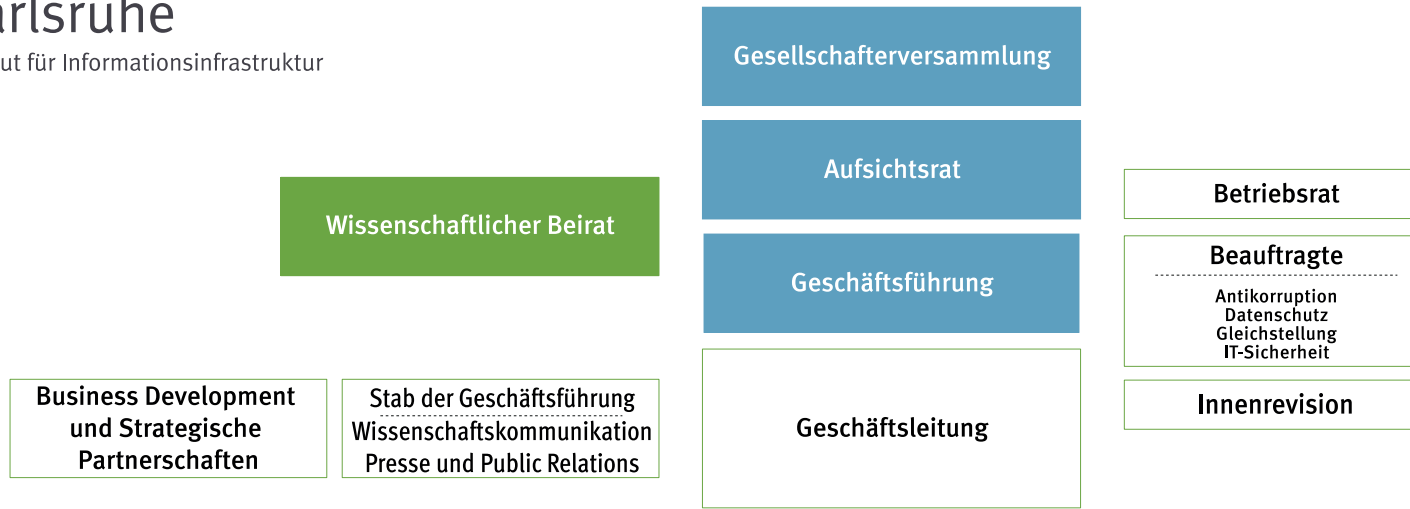 arlsruhe
ut für Informationsinfrastruktur
Gesellschafterversammlung
Aufsichtsrat
Wissenschaftlicher Beirat
Geschäftsführung
Betriebsrat
Beauftragte
Antikorruption
Datenschutz
Gleichstellung
IT-Sicherheit
Business Development
und Strategische
Partnerschaften
Stab der Geschäftsführung
Wissenschaftskommunikation
Presse und Public Relations
Geschäftsleitung
Innenrevision